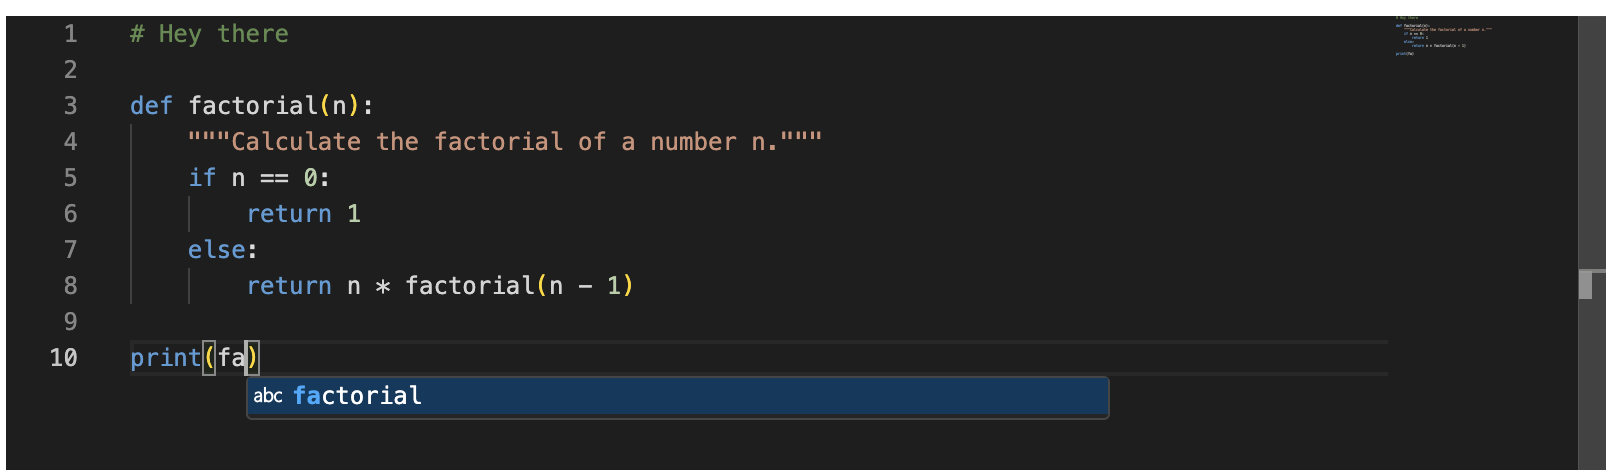 1 # Hey there
2
3 def factorial(n):
4     """Calculate the factorial of a number n."""
5     if n == 0:
6         return 1
7     else:
8         return n * factorial(n - 1)
9
10 print(fa)
abc factorial